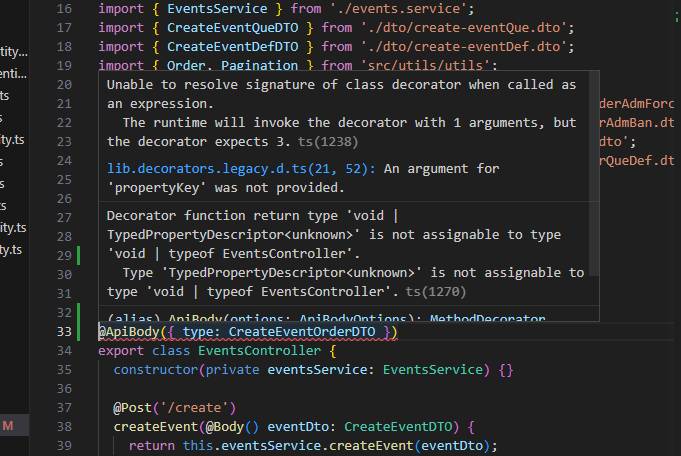 16 import { EventsService } from './events.service';
17 import { CreateEventQueDTO } from './dto/create-eventQue.dto';
18 import { CreateEventDefDTO } from './dto/create-eventDef.dto';
19 import { Order, Pagination } from 'src/utils/utils';
tity...
20
enti...
Unable to resolve signature of class decorator when called as
.ts
21
an expression.
derAdmForc
s
22
The runtime will invoke the decorator with 1 arguments, but
rAdmBan.dt
ity.ts
23
the decorator expects 3. ts(1238)
dto';
s
24
lib.decorators.legacy.d.ts(21, 52): An argument for
rQueDef.dt
ty.ts
25
'propertyKey' was not provided.
s
26
ts
27
Decorator function return type 'void |
ity.ts
28
TypedPropertyDescriptor<unknown>' is not assignable to type
ty.ts
29
'void | typeof EventsController'.
30
Type 'TypedPropertyDescriptor<unknown>' is not assignable to
31
type 'void | typeof EventsController'. ts(1270)
32
(alias) ApiBody(options: ApiBodyOptions): MethodDecorator
33 @ApiBody({ type: CreateEventOrderDTO })
34 export class EventsController {
35 constructor(private eventsService: EventsService) {}
36
37 @Post('/create')
M
38 createEvent(@Body() eventDto: CreateEventDTO) {
39 return this.eventsService.createEvent(eventDto);